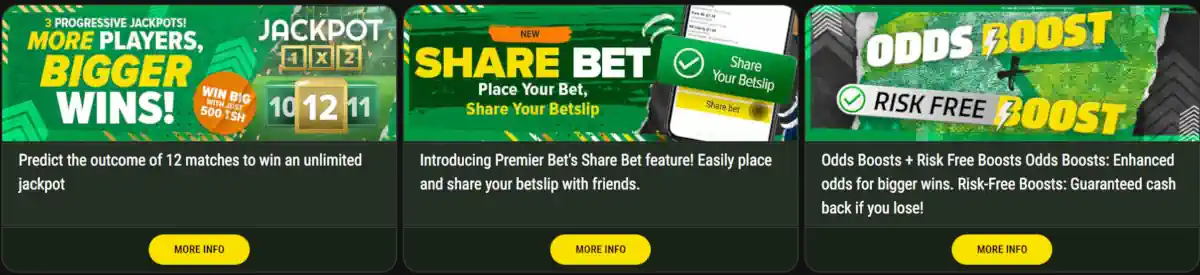 3 PROGRESSIVE JACKPOTS!
MORE PLAYERS,
BIGGER
WINS!
WIN BIG
WITH JUST
500 TSH
JACKPOT
1 X 2
10 12 11
Predict the outcome of 12 matches to win an unlimited
jackpot
MORE INFO
NEW
SHARE BET
Place Your Bet,
Share Your Betslip
Share
Your Betslip
Share bet
Introducing Premier Bet's Share Bet feature! Easily place
and share your betslip with friends.
MORE INFO
ODDS BOOST
+
RISK FREE BOOST
Odds Boosts + Risk Free Boosts Odds Boosts: Enhanced
odds for bigger wins. Risk-Free Boosts: Guaranteed cash
back if you lose!
MORE INFO